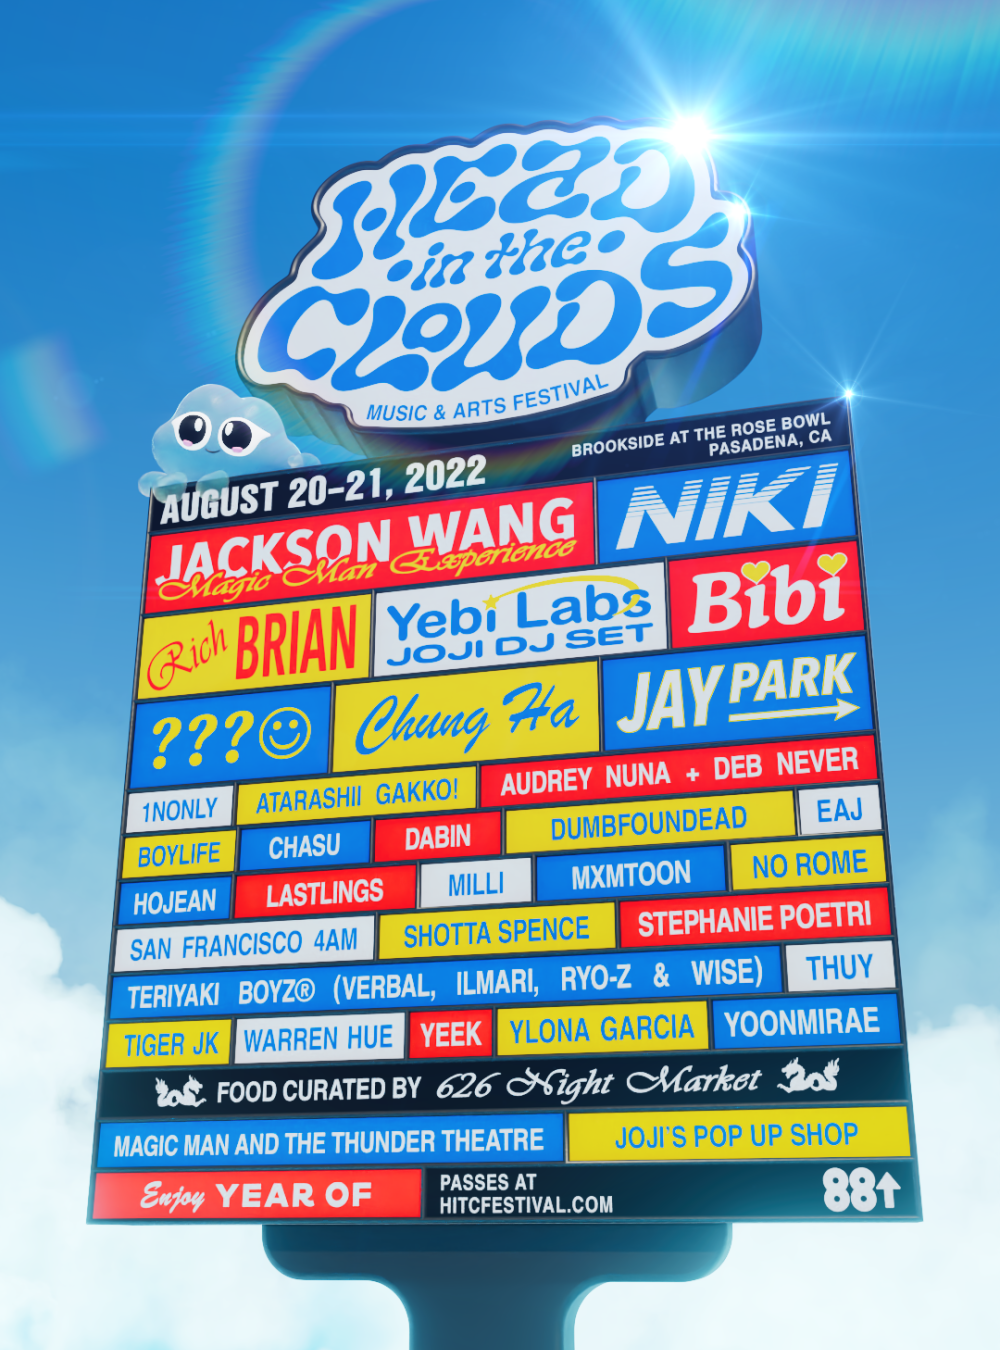 HEAD
in the
CLOUDS
MUSIC & ARTS FESTIVAL
BROOKSIDE AT THE ROSE BOWL
PASADENA, CA
AUGUST 20-21, 2022
JACKSON WANG
Magic Man Experience
NIKI
Rich BRIAN
Yebi Labs
JOJI DJ SET
Bibi
???☺
Chung Ha
JAY PARK
1NONLY
ATARASHII GAKKO!
AUDREY NUNA + DEB NEVER
BOYLIFE
CHASU
DABIN
DUMBFOUNDEAD
EAJ
HOJEAN
LASTLINGS
MILLI
MXMTOON
NO ROME
SAN FRANCISCO 4AM
SHOTTA SPENCE
STEPHANIE POETRI
TERIYAKI BOYZ® (VERBAL, ILMARI, RYO-Z & WISE)
THUY
TIGER JK
WARREN HUE
YEEK
YLONA GARCIA
YOONMIRAE
FOOD CURATED BY 626 Night Market
MAGIC MAN AND THE THUNDER THEATRE
JOJI'S POP UP SHOP
Enjoy YEAR OF
PASSES AT
HITCFESTIVAL.COM
88↑